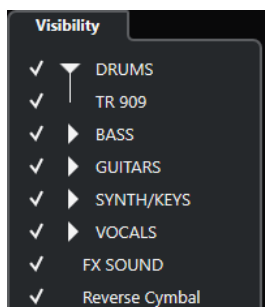 Visibility
DRUMS
TR 909
BASS
GUITARS
SYNTH/KEYS
VOCALS
FX SOUND
Reverse Cymbal